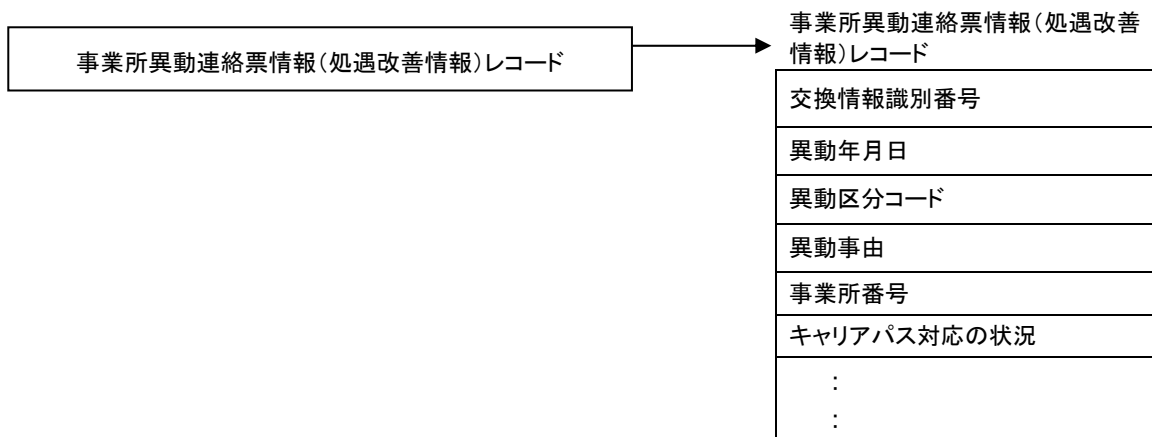 事業所異動連絡票情報（処遇改善情報）レコード
事業所異動連絡票情報（処遇改善
情報）レコード
交換情報識別番号
異動年月日
異動区分コード
異動事由
事業所番号
キャリアパス対応の状況
：
：